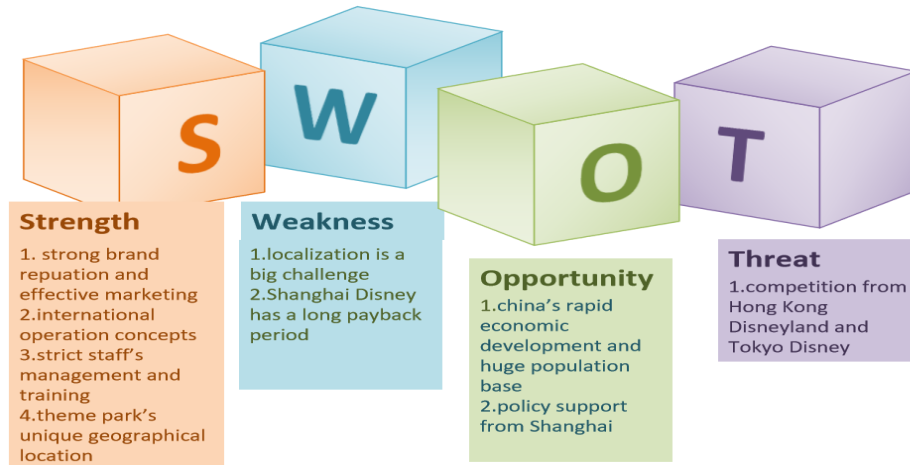 S
W
O
T
Strength
1. strong brand
repuation and
effective marketing
2.international
operation concepts
3.strict staff's
management and
training
4.theme park's
unique geographical
location
Weakness
1.localization is a
big challenge
2.Shanghai Disney
has a long payback
period
Opportunity
1.china's rapid
economic
development and
huge population
base
2.policy support
from Shanghai
Threat
1.competition from
Hong Kong
Disneyland and
Tokyo Disney